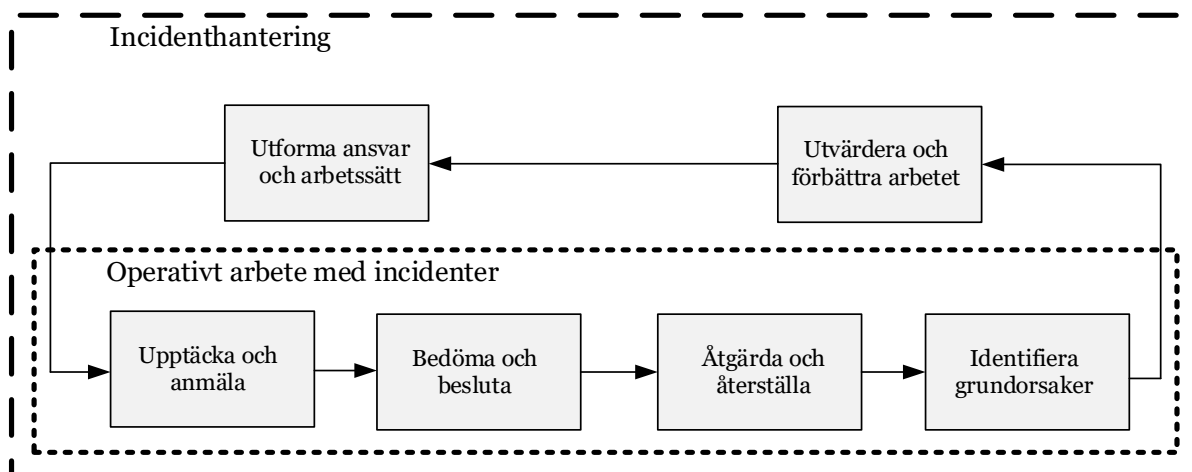 Incidenthantering
Utforma ansvar
och arbetssätt
Utvärdera och
förbättra arbetet
Operativt arbete med incidenter
Upptäcka och
anmäla
Bedöma och
besluta
Åtgärda och
återställa
Identifiera
grundorsaker